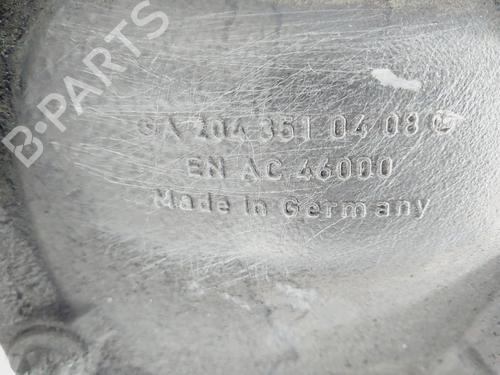 B-PARTS
A 204 351 04 08
EN AC 46000
Made in Germany